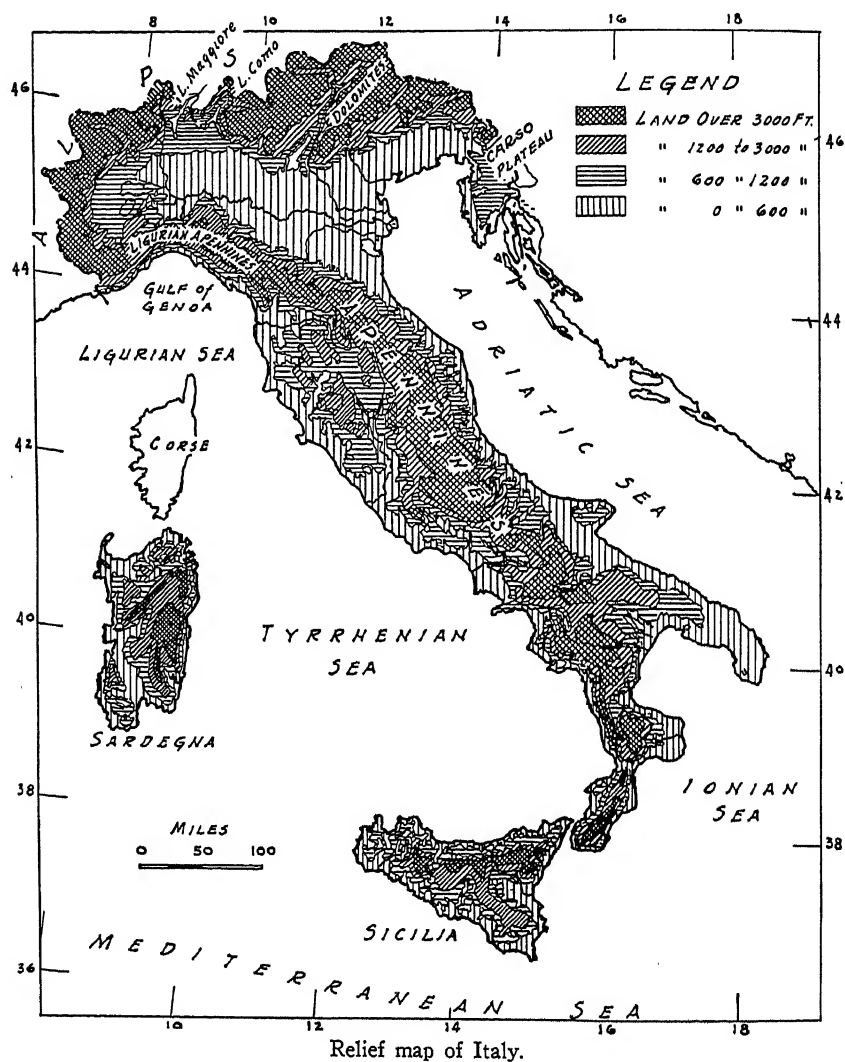 8 10 12 14 16 18
46
44
42
40
38
36
46
44
42
40
38
10 12 14 16 18
ALPS
L. Maggiore
L. Como
DOLOMITES
CARSO
PLATEAU
LEGEND
LAND OVER 3000 FT.
" 1200 to 3000 "
" 600 " 1200 "
" 0 " 600 "
LIGURIAN APENNINES
GULF of
GENOA
LIGURIAN SEA
CORSE
APENNINES
ADRIATIC SEA
TYRRHENIAN
SEA
SARDEGNA
IONIAN
SEA
MILES
0 50 100
SICILIA
MEDITERRANEAN SEA
Relief map of Italy.